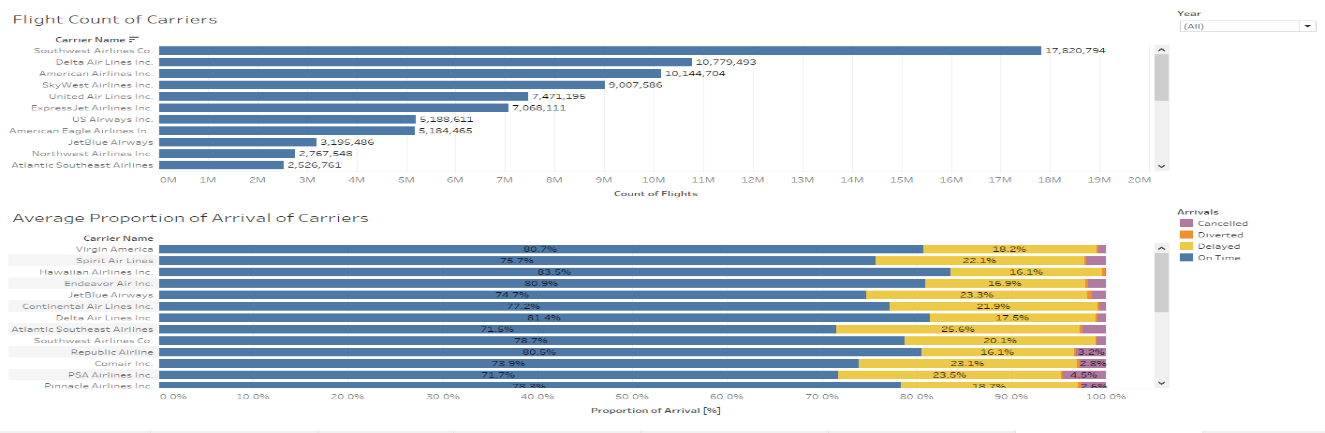 Flight Count of Carriers
Year
(All)
Carrier Name
Southwest Airlines Co. 17,820,794
Delta Air Lines Inc. 10,779,493
American Airlines Inc. 10,144,704
SkyWest Airlines Inc. 9,007,586
United Air Lines Inc. 7,471,195
ExpressJet Airlines Inc. 7,068,111
US Airways Inc. 5,188,611
American Eagle Airlines In.. 5,184,465
JetBlue Airways 3,195,486
Northwest Airlines Inc. 2,767,548
Atlantic Southeast Airlines 2,526,761
0M 1M 2M 3M 4M 5M 6M 7M 8M 9M 10M 11M 12M 13M 14M 15M 16M 17M 18M 19M 20M
Count of Flights
Average Proportion of Arrival of Carriers
Arrivals
Cancelled
Diverted
Delayed
On Time
Carrier Name
Virgin America 80.7% 18.2%
Spirit Air Lines 75.7% 22.1%
Hawaiian Airlines Inc. 83.5% 16.1%
Endeavor Air Inc. 80.9% 16.9%
JetBlue Airways 74.7% 23.3%
Continental Air Lines Inc. 77.2% 21.9%
Delta Air Lines Inc. 81.4% 17.5%
Atlantic Southeast Airlines 71.5% 25.6%
Southwest Airlines Co. 78.7% 20.1%
Republic Airline 80.5% 16.1% 3.2%
Comair Inc. 73.9% 23.1% 2.8%
PSA Airlines Inc. 71.7% 23.5% 4.5%
Pinnacle Airlines Inc. 78.3% 18.7% 2.6%
0.0% 10.0% 20.0% 30.0% 40.0% 50.0% 60.0% 70.0% 80.0% 90.0% 100.0%
Proportion of Arrival [%]